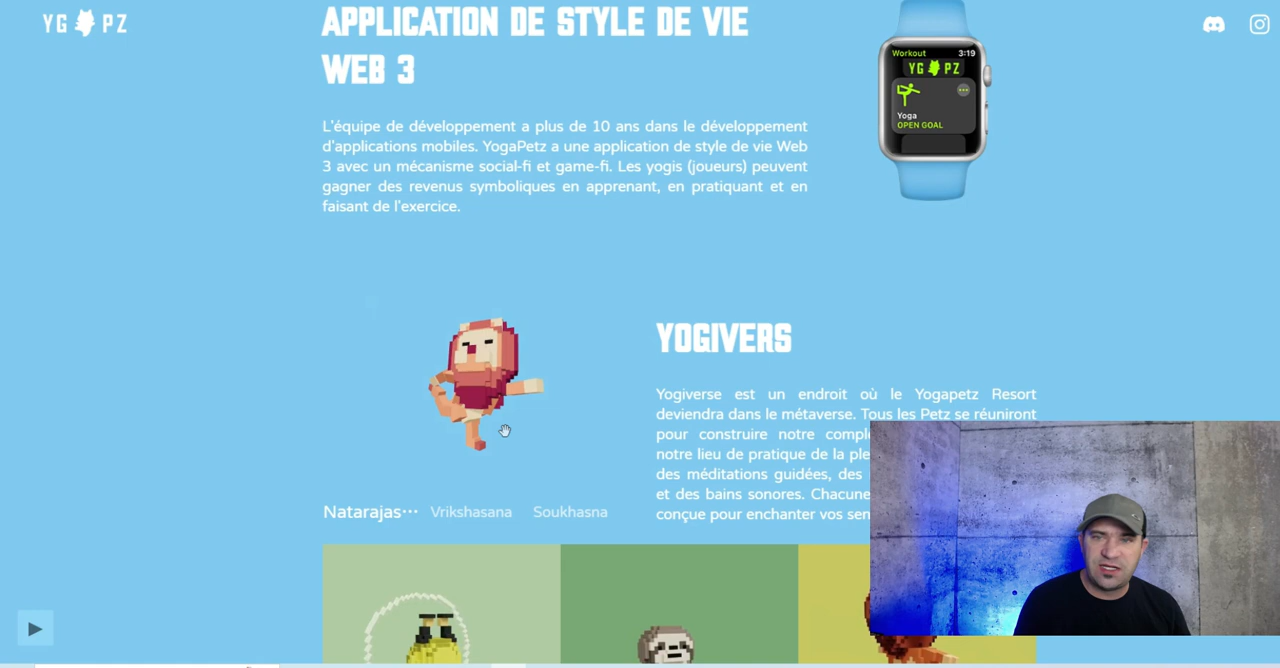 YG PZ
APPLICATION DE STYLE DE VIE
WEB 3
Workout 3:19
YG PZ
Yoga
OPEN GOAL
L'équipe de développement a plus de 10 ans dans le développement
d'applications mobiles. YogaPetz a une application de style de vie Web
3 avec un mécanisme social-fi et game-fi. Les yogis (joueurs) peuvent
gagner des revenus symboliques en apprenant, en pratiquant et en
faisant de l'exercice.
YOGIVERS
Yogiverse est un endroit où le Yogapetz Resort
deviendra dans le métaverse. Tous les Petz se réuniront
pour construire notre
notre lieu de pratique de la
des méditations guidées, des
et des bains sonores. Chacune
conçue pour enchanter vos
Natarajas··· Vrikshasana Soukhasna